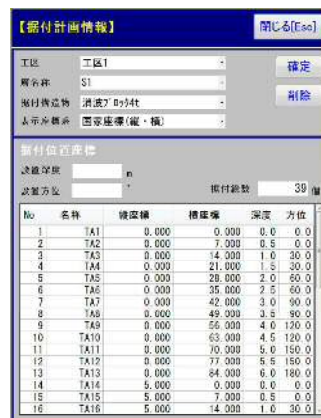 【据付計画情報】 閉じる[Esc]
工区 工区1 確定
層名称 S1
据付構造物 消波ブロック4t 削除
表示座標系 国家座標(縦・横)
据付位置座標
設置深度 m
設置方位 °
据付総数 39 個
No 名称 縦座標 横座標 深度 方位
1 TA1 0.000 0.000 0.0 0.0
2 TA2 0.000 7.000 0.5 0.0
3 TA3 0.000 14.000 1.0 30.0
4 TA4 0.000 21.000 1.5 30.0
5 TA5 0.000 28.000 2.0 60.0
6 TA6 0.000 35.000 2.5 60.0
7 TA7 0.000 42.000 3.0 90.0
8 TA8 0.000 49.000 3.5 90.0
9 TA9 0.000 56.000 4.0 120.0
10 TA10 0.000 63.000 4.5 120.0
11 TA11 0.000 70.000 5.0 150.0
12 TA12 0.000 77.000 5.5 150.0
13 TA13 0.000 84.000 6.0 180.0
14 TA14 5.000 0.000 0.0 0.0
15 TA15 5.000 7.000 0.5 0.0
16 TA16 5.000 14.000 1.0 30.0